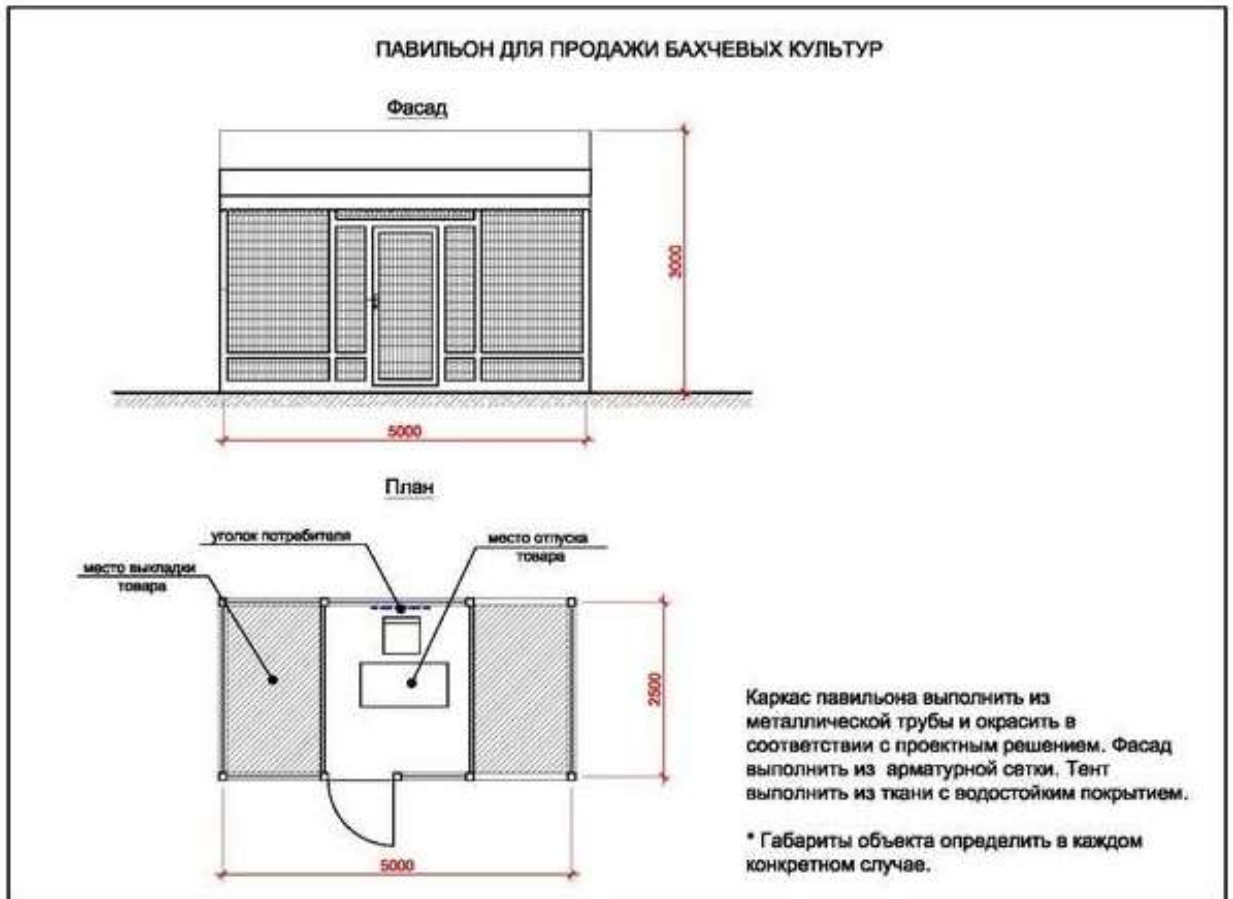 ПАВИЛЬОН ДЛЯ ПРОДАЖИ БАХЧЕВЫХ КУЛЬТУР
Фасад
3000
5000
План
уголок потребителя
место отпуска
товара
место выкладки
товара
2500
5000
Каркас павильона выполнить из
металлической трубы и окрасить в
соответствии с проектным решением. Фасад
выполнить из арматурной сетки. Тент
выполнить из ткани с водостойким покрытием.
* Габариты объекта определить в каждом
конкретном случае.